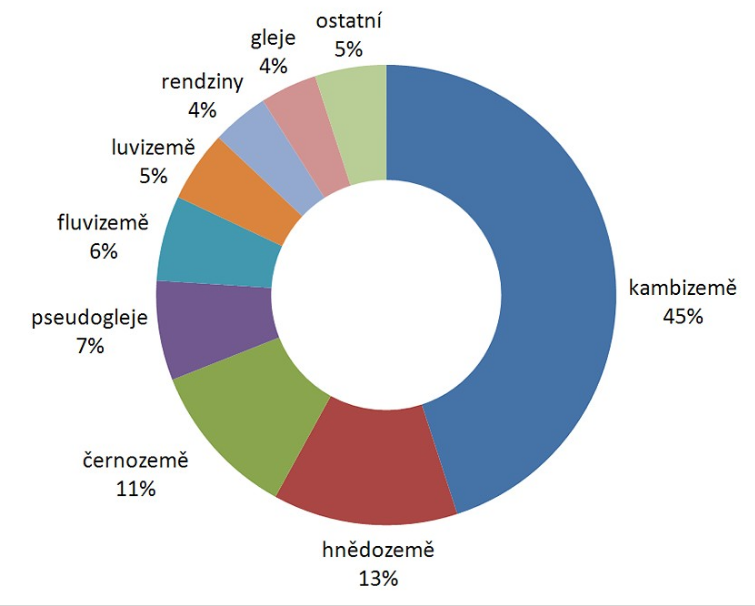 ostatní
5%
gleje
4%
rendziny
4%
luvizemě
5%
fluvizemě
6%
pseudogleje
7%
černozemě
11%
hnědozemě
13%
kambizemě
45%